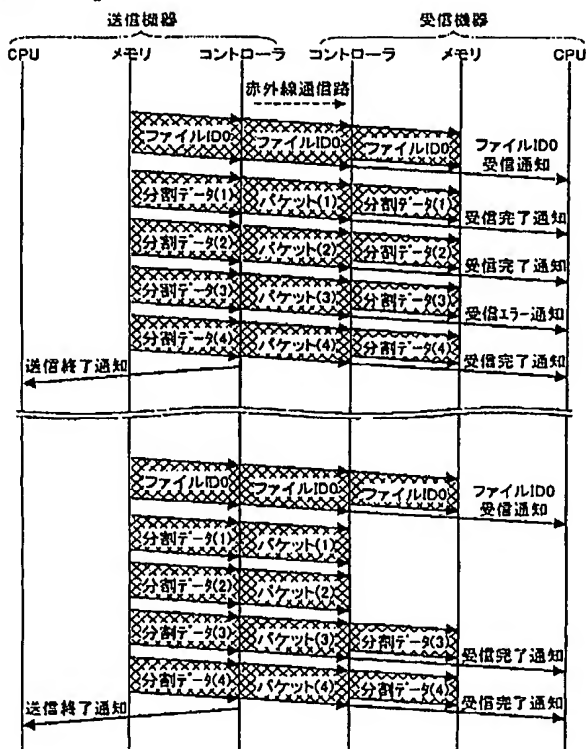 送信機器 受信機器
CPU メモリ コントローラ コントローラ メモリ CPU
赤外線通信路
ファイルID0 ファイルID0 ファイルID0 ファイルID0
受信通知
分割データ(1) パケット(1) 分割データ(1) 受信完了通知
分割データ(2) パケット(2) 分割データ(2) 受信完了通知
分割データ(3) パケット(3) 分割データ(3) 受信エラー通知
分割データ(4) パケット(4) 分割データ(4) 受信完了通知
送信終了通知
ファイルID0 ファイルID0 ファイルID0 ファイルID0
受信通知
分割データ(1) パケット(1)
分割データ(2) パケット(2)
分割データ(3) パケット(3) 分割データ(3) 受信完了通知
分割データ(4) パケット(4) 分割データ(4) 受信完了通知
送信終了通知